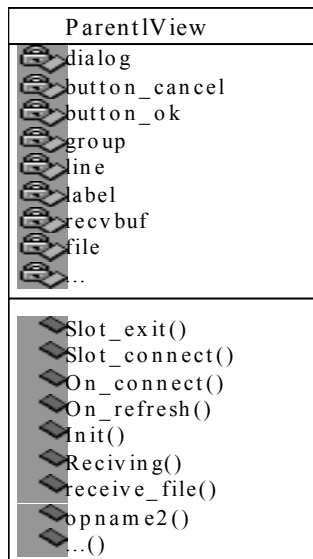 ParentlView
dialog
button_cancel
button_ok
group
line
label
recvbuf
file
...
Slot_exit()
Slot_connect()
On_connect()
On_refresh()
Init()
Reciving()
receive_file()
opname2()
...()